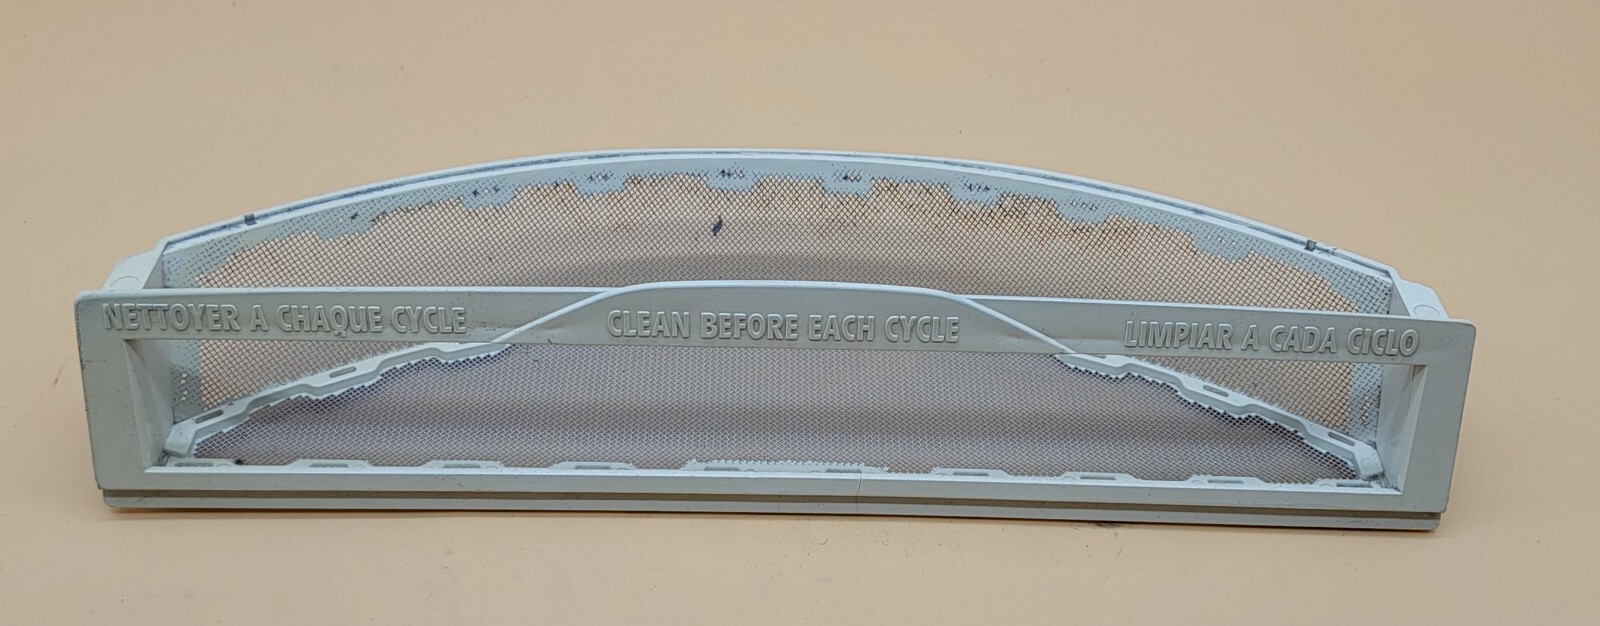 NETTOYER A CHAQUE CYCLE
CLEAN BEFORE EACH CYCLE
LIMPIAR A CADA CICLO